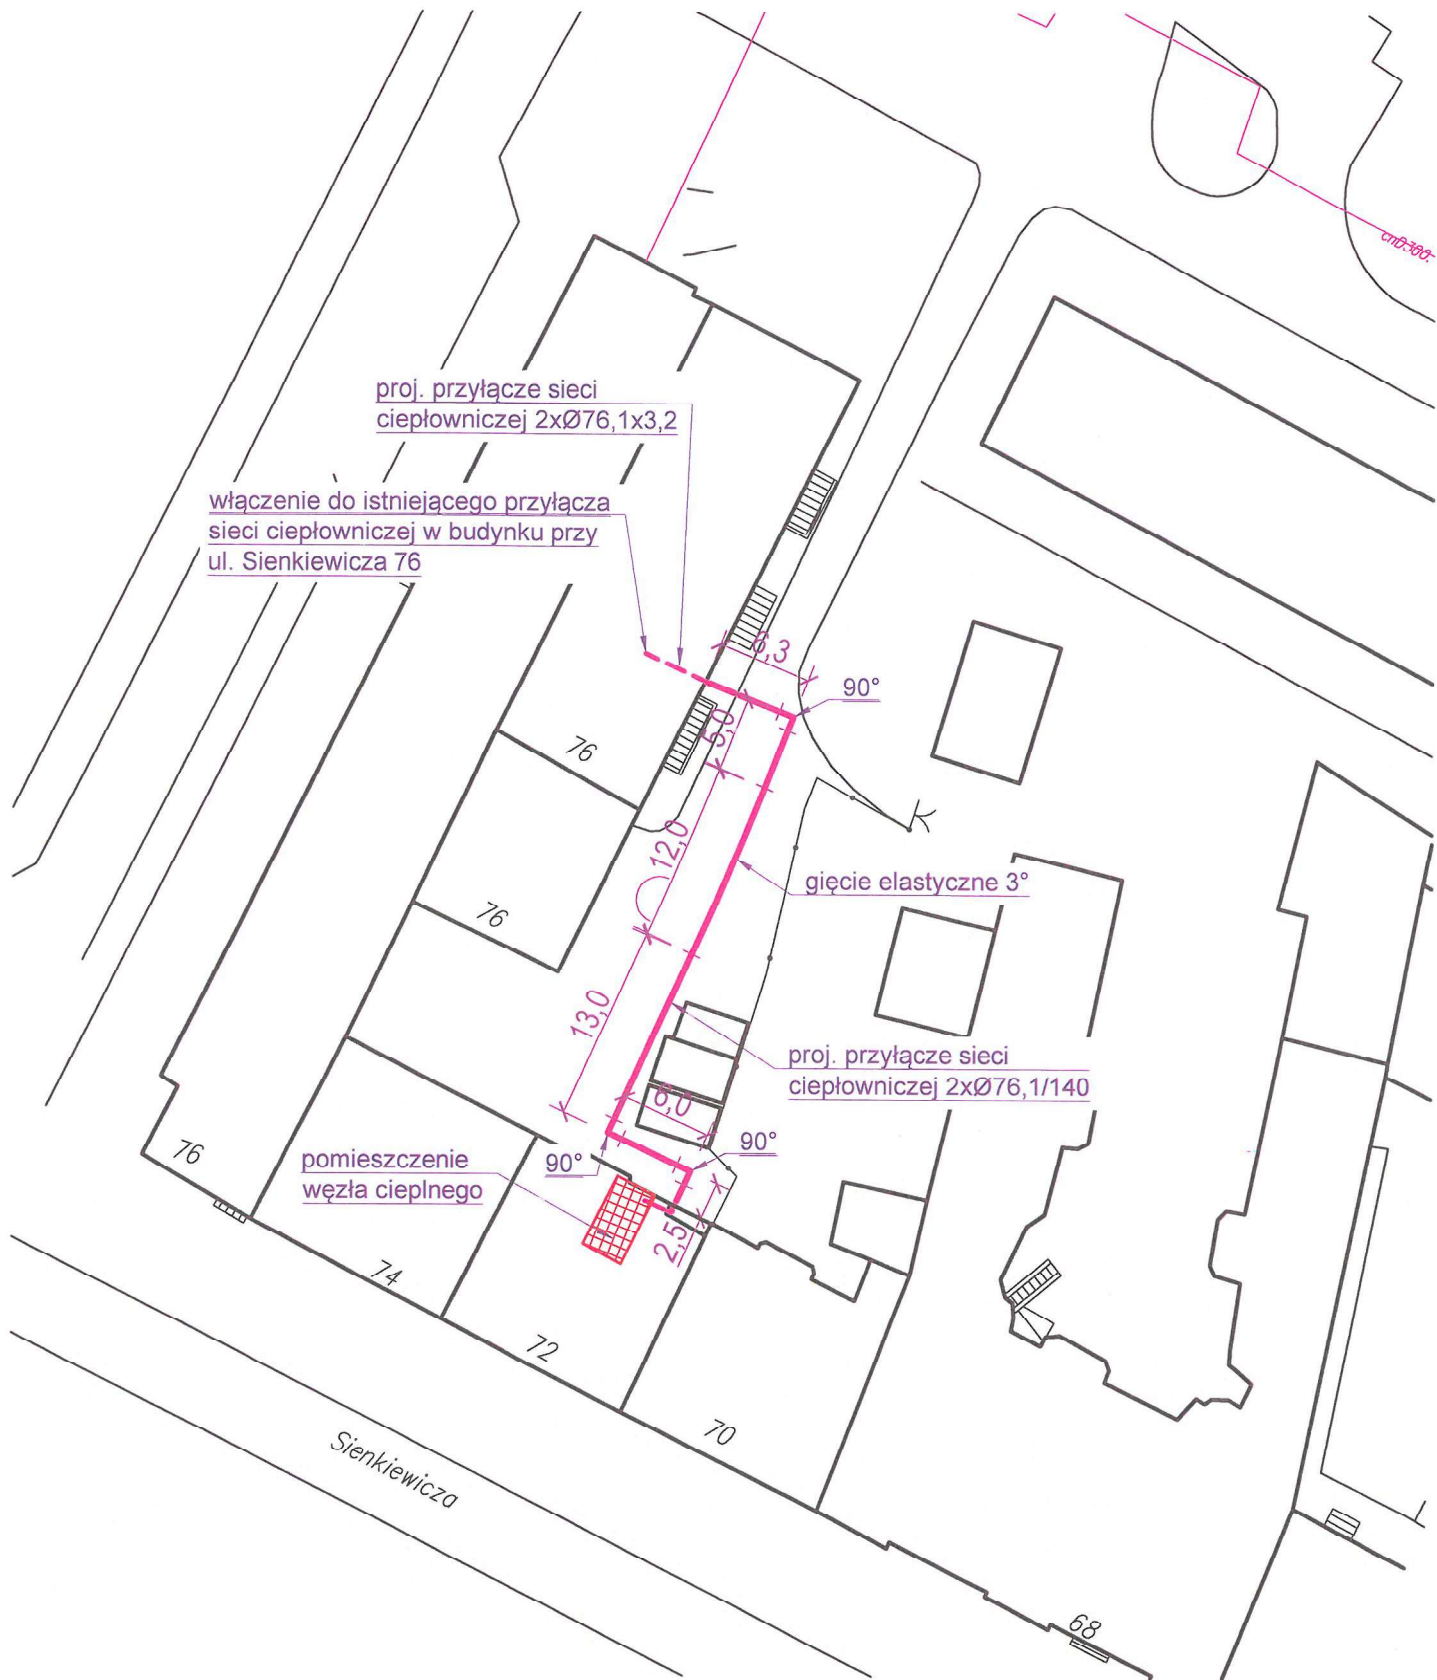 cnD300.
proj. przyłącze sieci
ciepłowniczej 2xØ76,1x3,2
włączenie do istniejącego przyłącza
sieci ciepłowniczej w budynku przy
ul. Sienkiewicza 76
6,3
90°
5,0
76
12,0
gięcie elastyczne 3°
76
13,0
proj. przyłącze sieci
ciepłowniczej 2xØ76,1/140
6,0
90°
76
90°
pomieszczenie
węzła cieplnego
2,5
74
72
70
Sienkiewicza
68